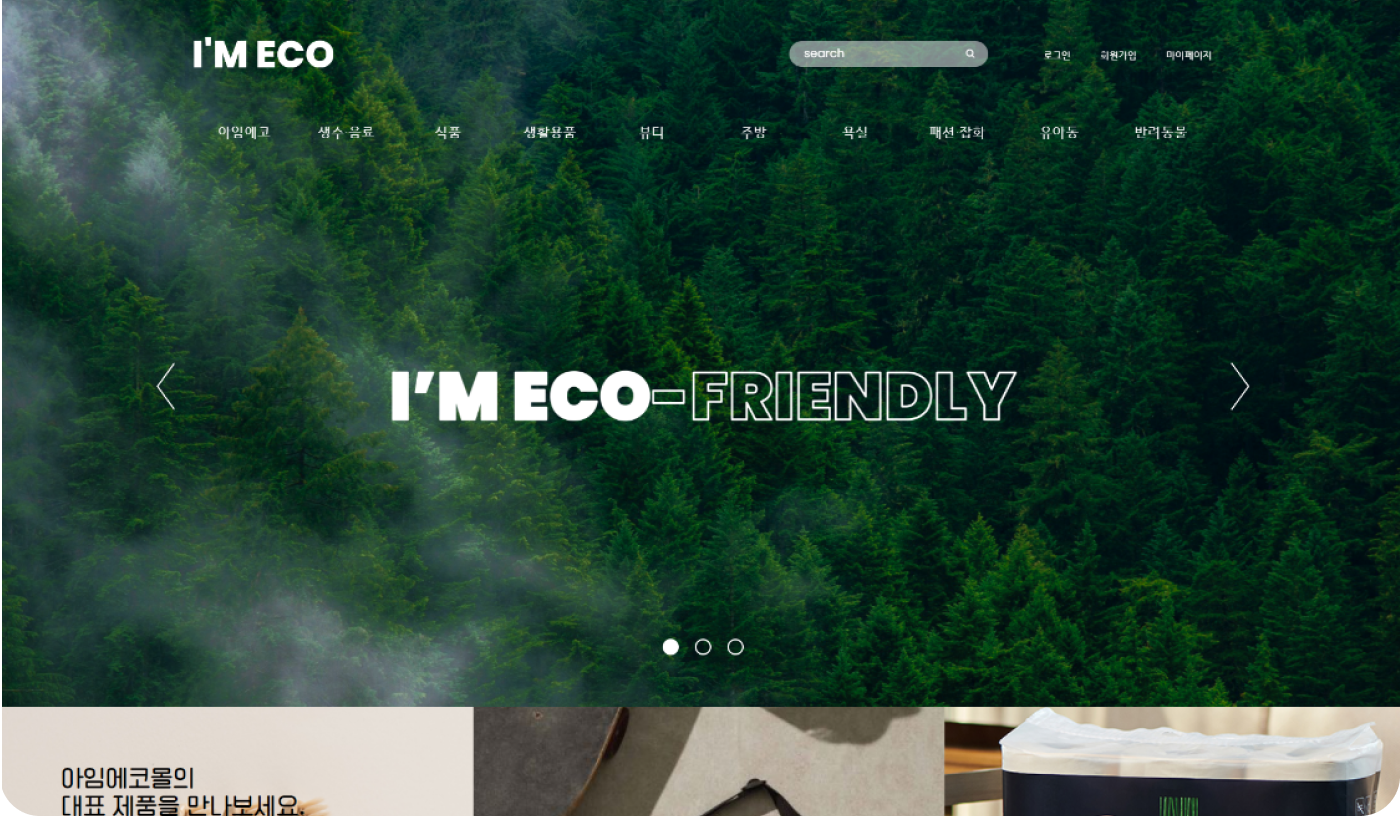 I'M ECO
search
로그인 회원가입 마이페이지
아임에코 생수·음료 식품 생활용품 뷰티 주방 욕실 패션·잡화 유아동 반려동물
I'M ECO-FRIENDLY
아임에코몰의
대표 제품을 만나보세요.